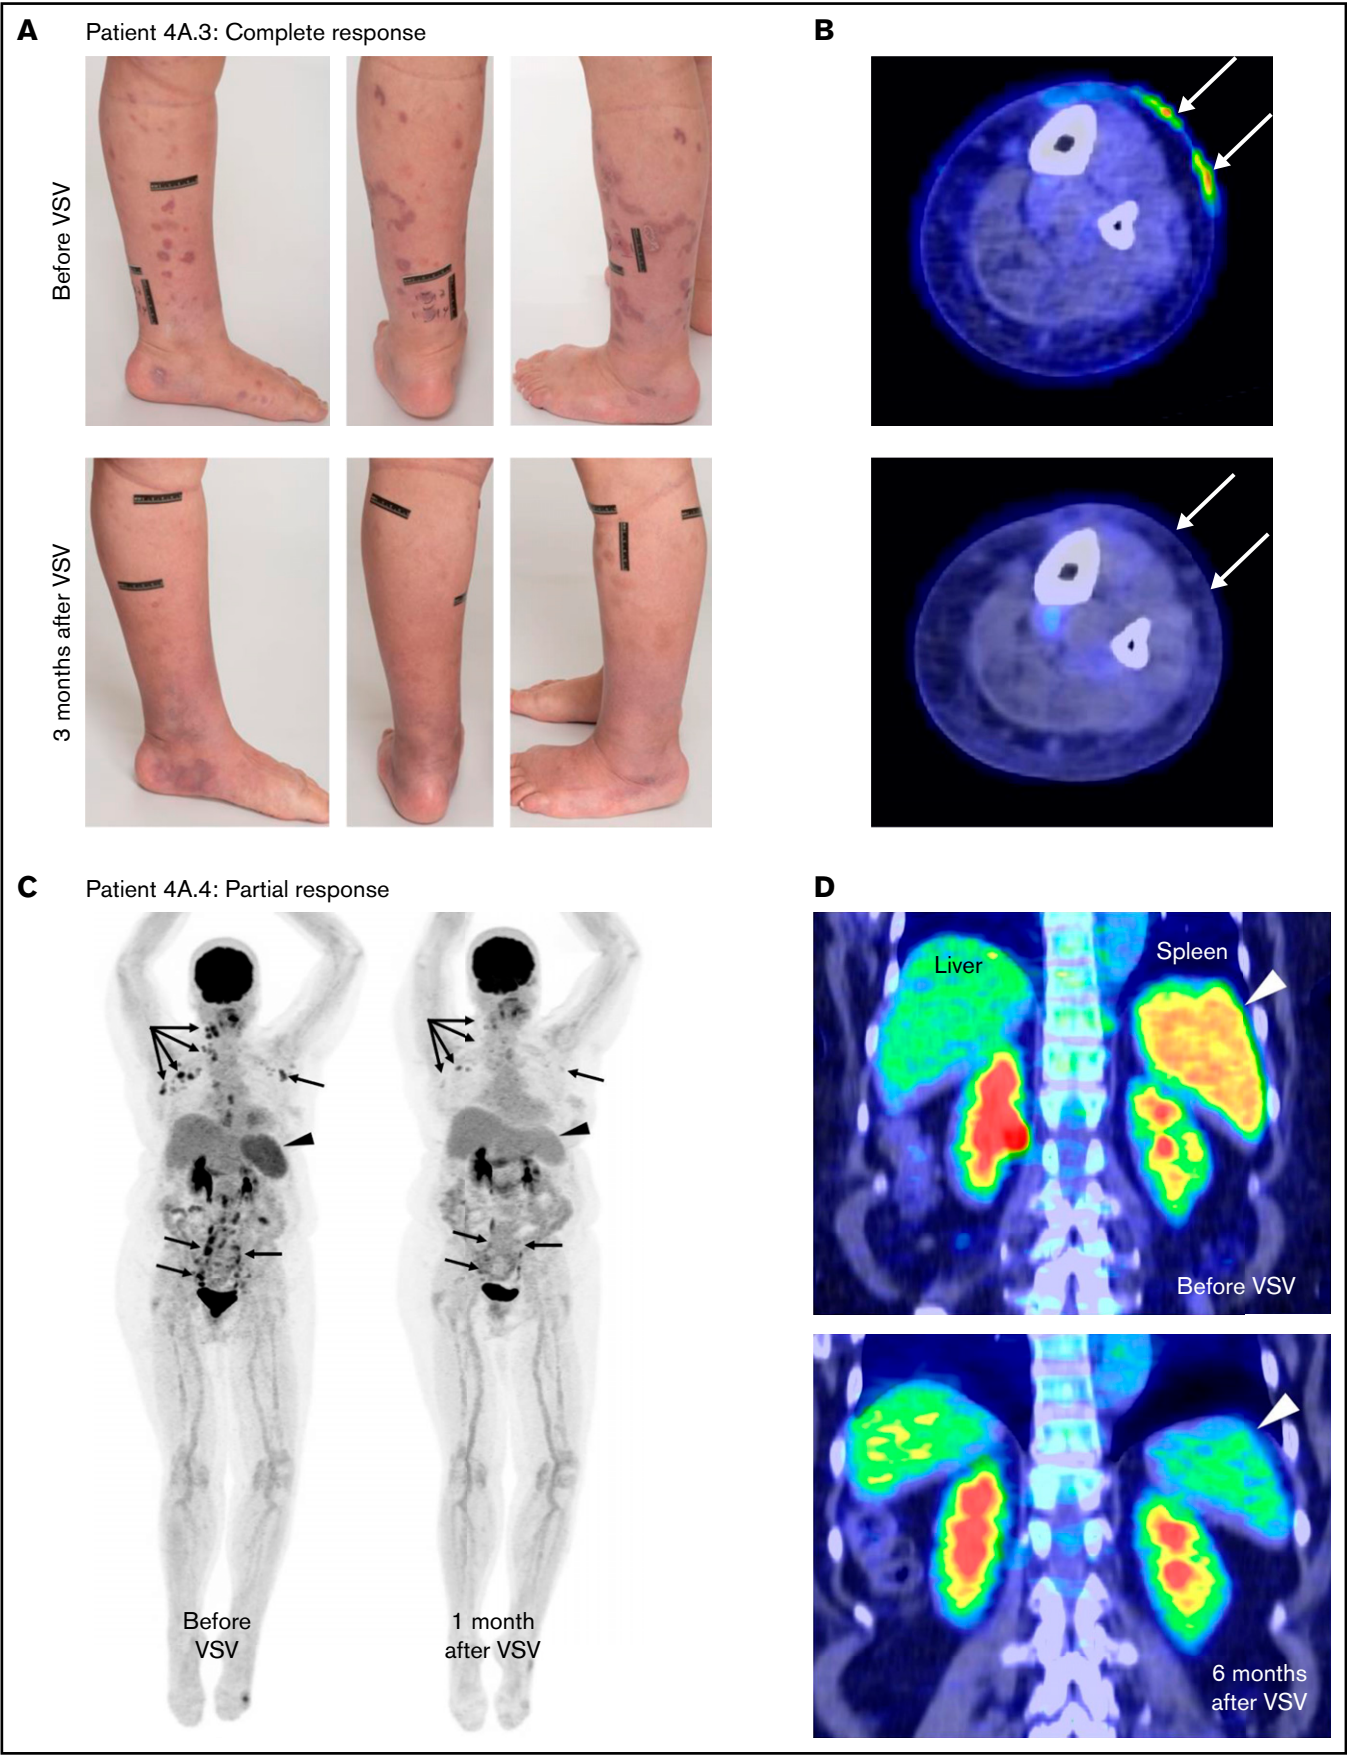 A Patient 4A.3: Complete response
B
Before VSV
3 months after VSV
C Patient 4A.4: Partial response
D
Before
VSV
1 month
after VSV
Liver
Spleen
Before VSV
6 months
after VSV